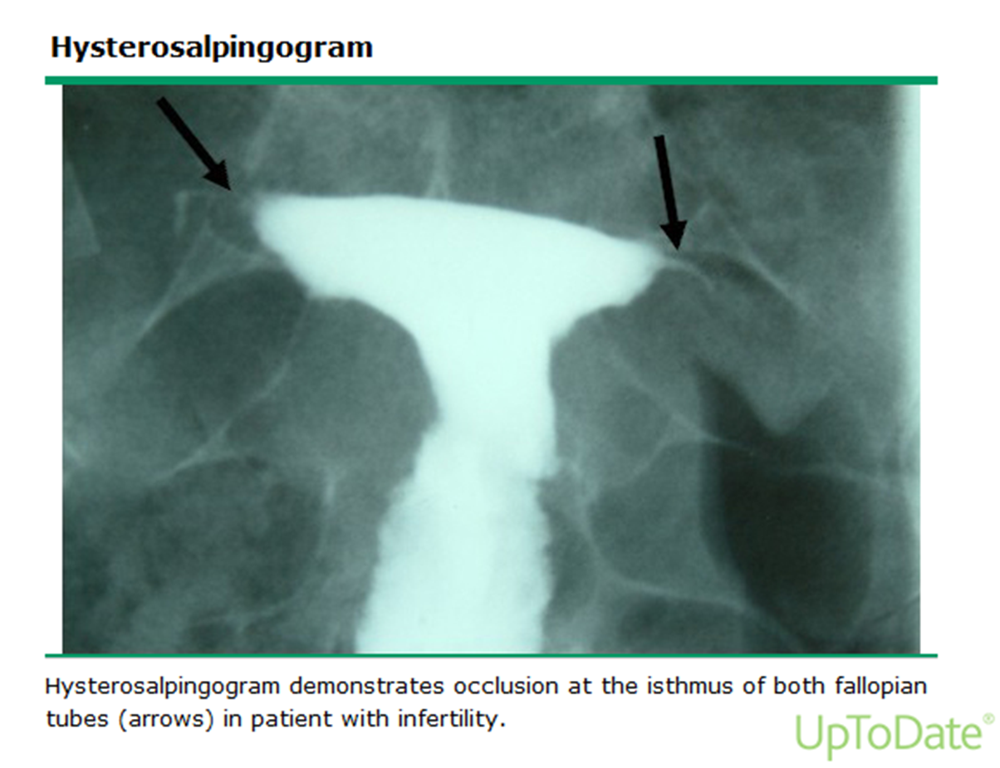 Hysterosalpingogram
Hysterosalpingogram demonstrates occlusion at the isthmus of both fallopian
tubes (arrows) in patient with infertility.
UpToDate®